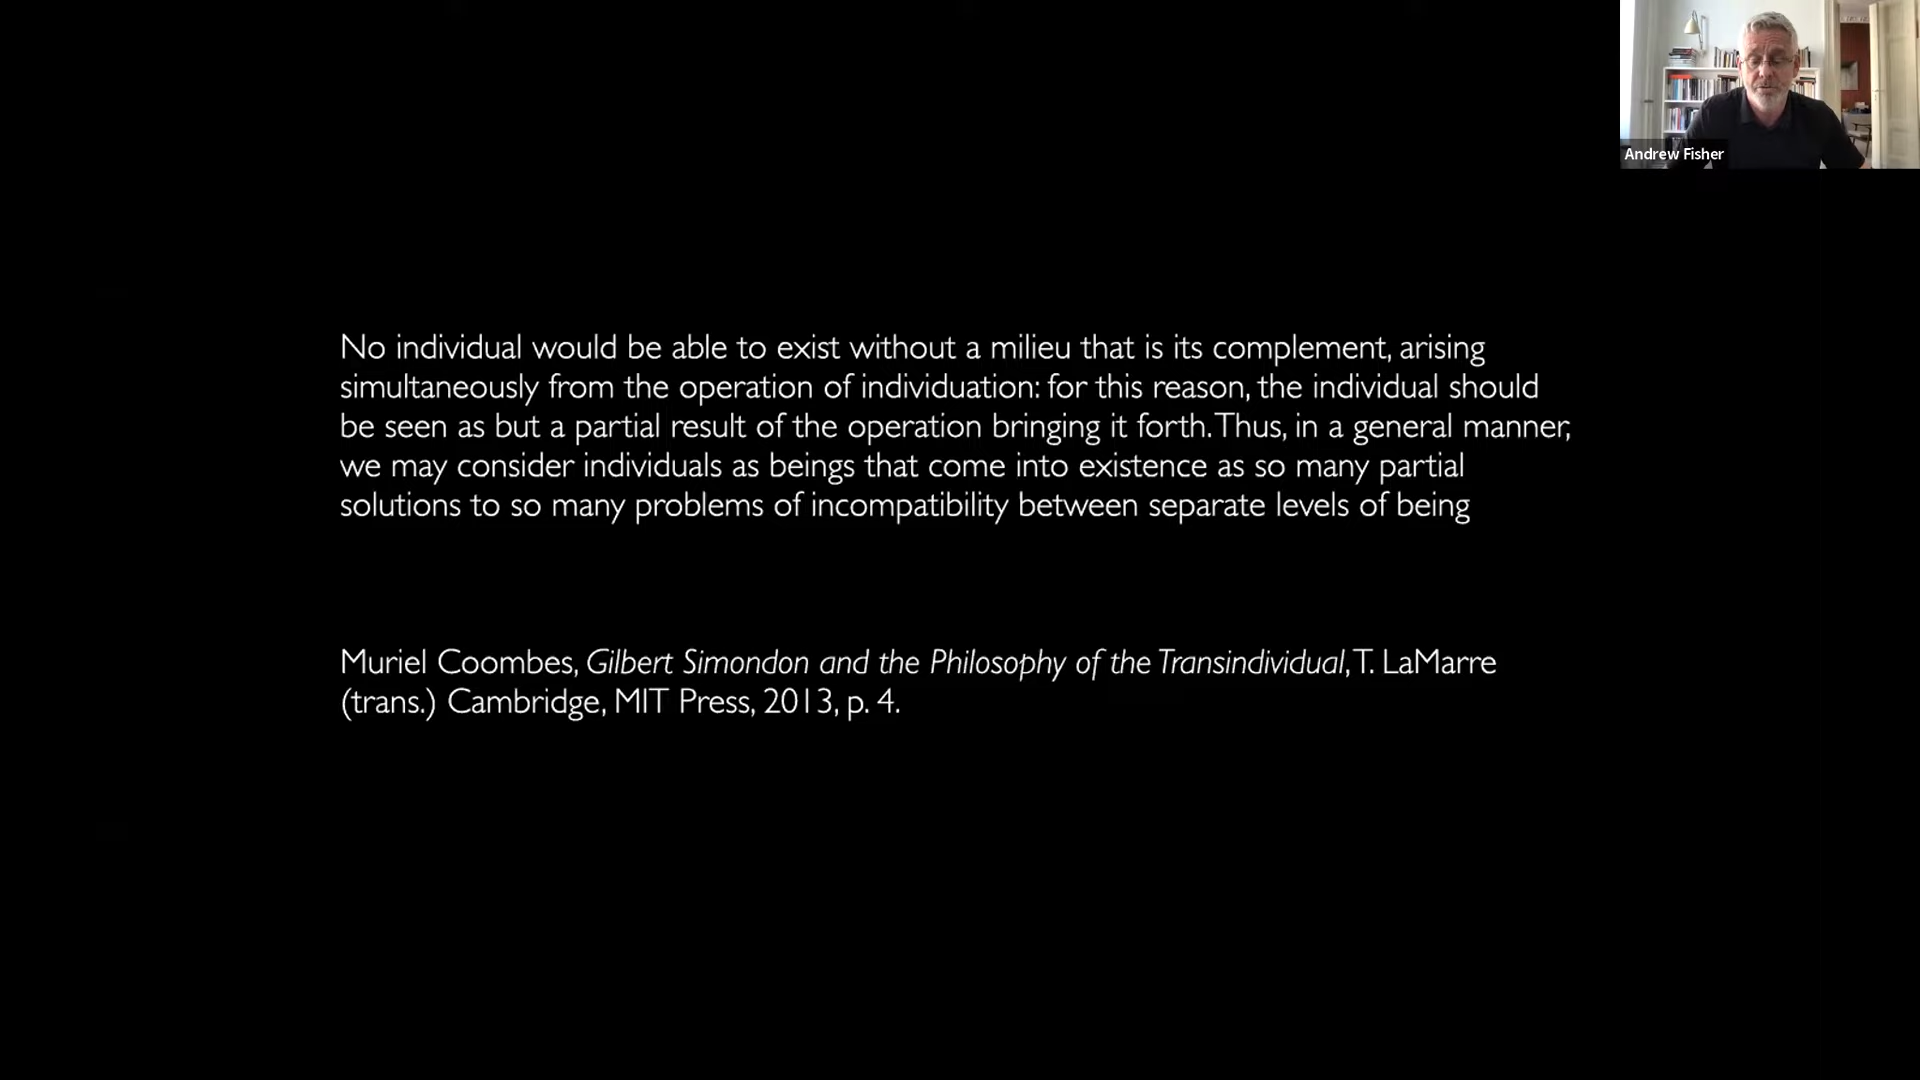 Andrew Fisher
No individual would be able to exist without a milieu that is its complement, arising
simultaneously from the operation of individuation: for this reason, the individual should
be seen as but a partial result of the operation bringing it forth. Thus, in a general manner,
we may consider individuals as beings that come into existence as so many partial
solutions to so many problems of incompatibility between separate levels of being
Muriel Coombes, Gilbert Simondon and the Philosophy of the Transindividual, T. LaMarre
(trans.) Cambridge, MIT Press, 2013, p. 4.